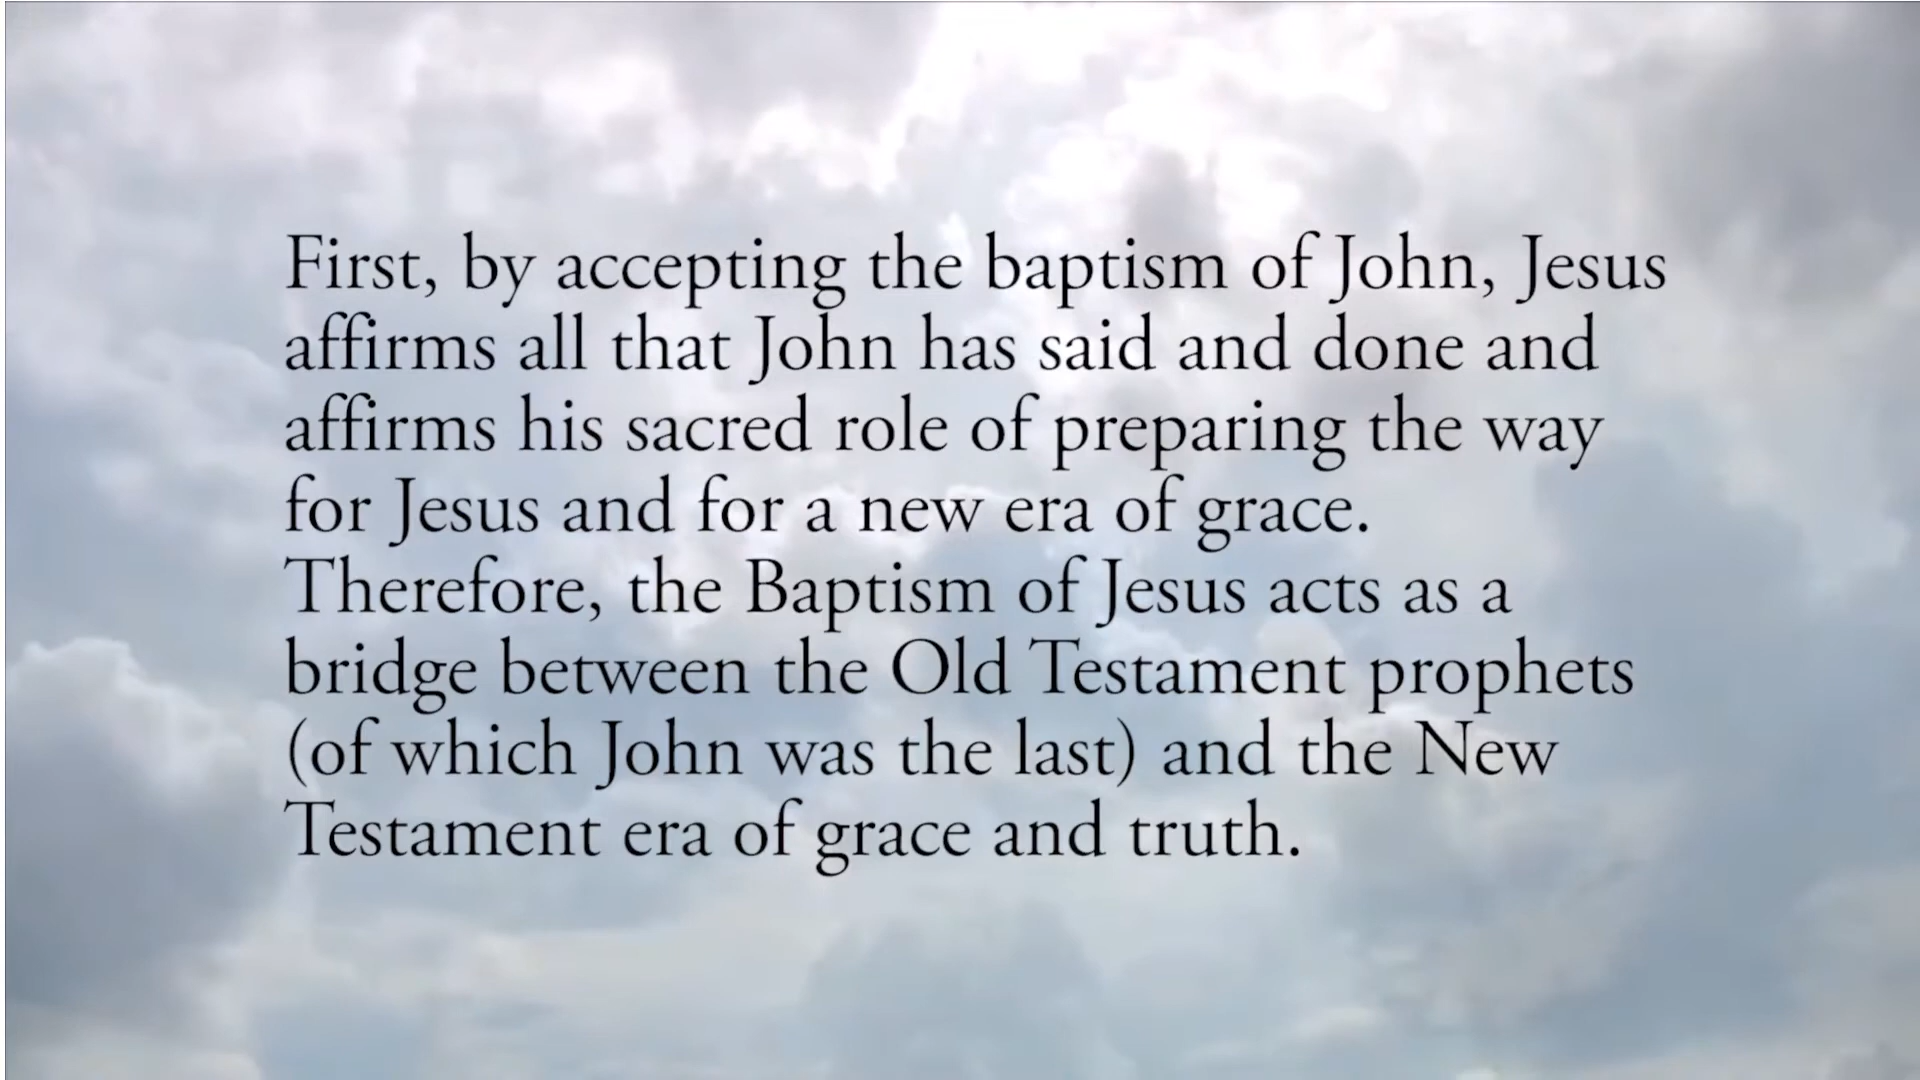 First, by accepting the baptism of John, Jesus
affirms all that John has said and done and
affirms his sacred role of preparing the way
for Jesus and for a new era of grace.
Therefore, the Baptism of Jesus acts as a
bridge between the Old Testament prophets
(of which John was the last) and the New
Testament era of grace and truth.